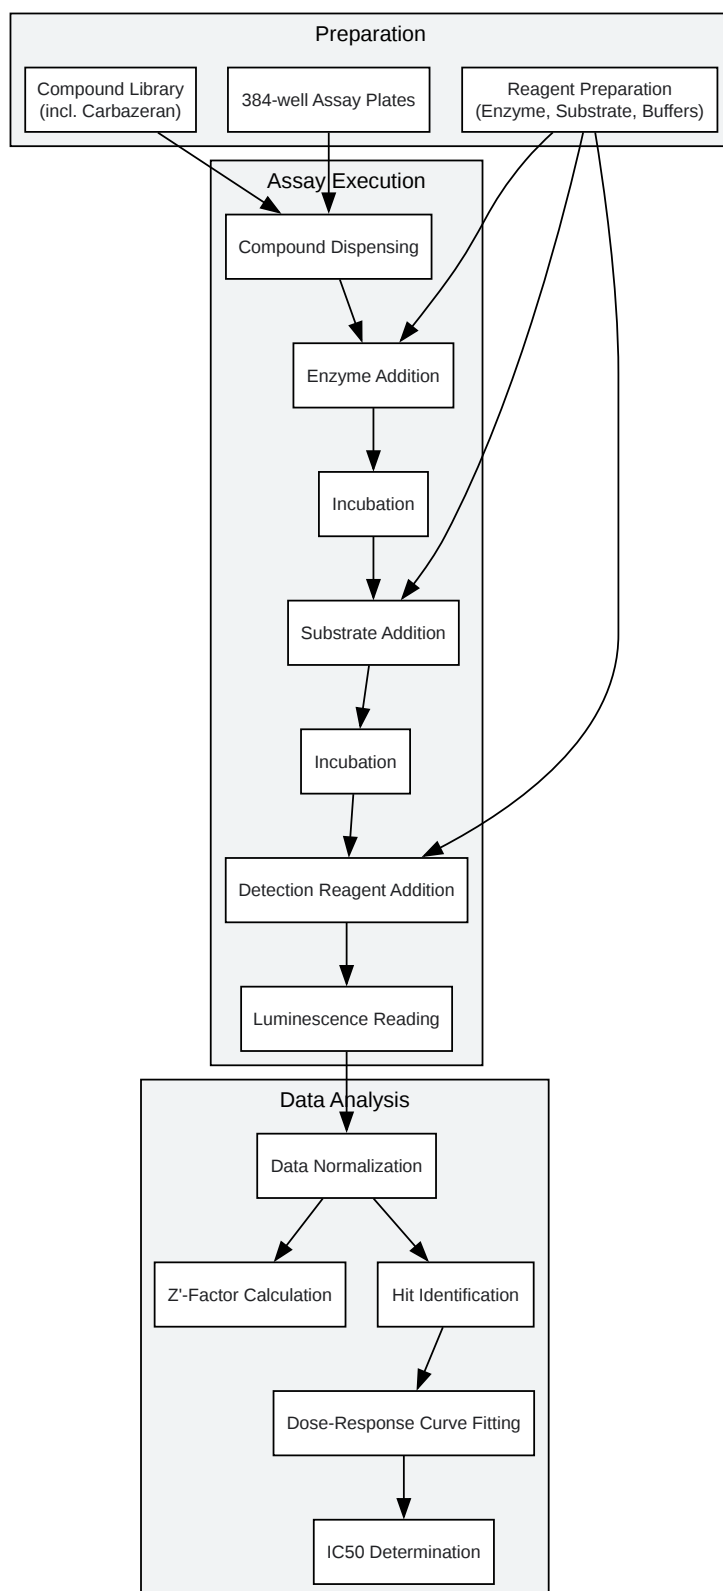 Preparation
Compound Library
(incl. Carbazeran)
384-well Assay Plates
Reagent Preparation
(Enzyme, Substrate, Buffers)
Assay Execution
Compound Dispensing
Enzyme Addition
Incubation
Substrate Addition
Incubation
Detection Reagent Addition
Luminescence Reading
Data Analysis
Data Normalization
Z'-Factor Calculation
Hit Identification
Dose-Response Curve Fitting
IC50 Determination